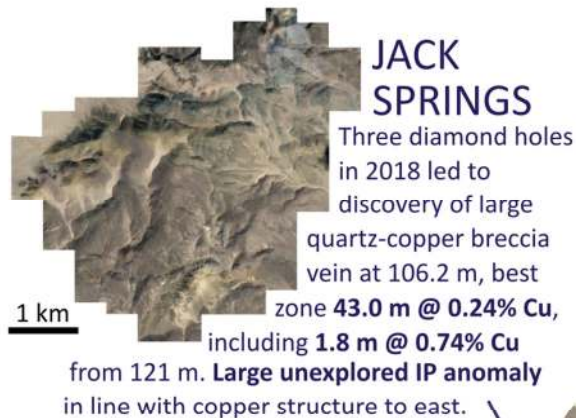 JACK
SPRINGS
Three diamond holes
in 2018 led to
discovery of large
quartz-copper breccia
vein at 106.2 m, best
zone 43.0 m @ 0.24% Cu,
1 km
including 1.8 m @ 0.74% Cu
from 121 m. Large unexplored IP anomaly
in line with copper structure to east.